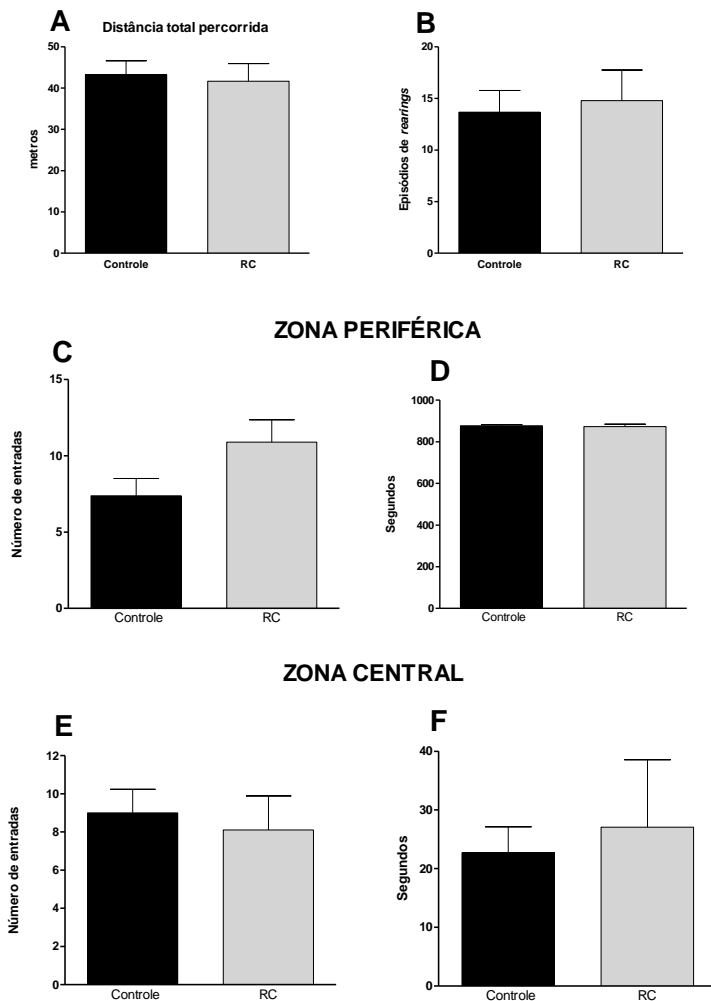 A
Distância total percorrida
50
40
30
20
10
0
metros
Controle
RC
B
20
15
10
5
0
Episódios de rearings
Controle
RC
ZONA PERIFÉRICA
C
15
10
5
0
Número de entradas
Controle
RC
D
1000
800
600
400
200
0
Segundos
Controle
RC
ZONA CENTRAL
E
12
10
8
6
4
2
0
Número de entradas
Controle
RC
F
40
30
20
10
0
Segundos
Controle
RC